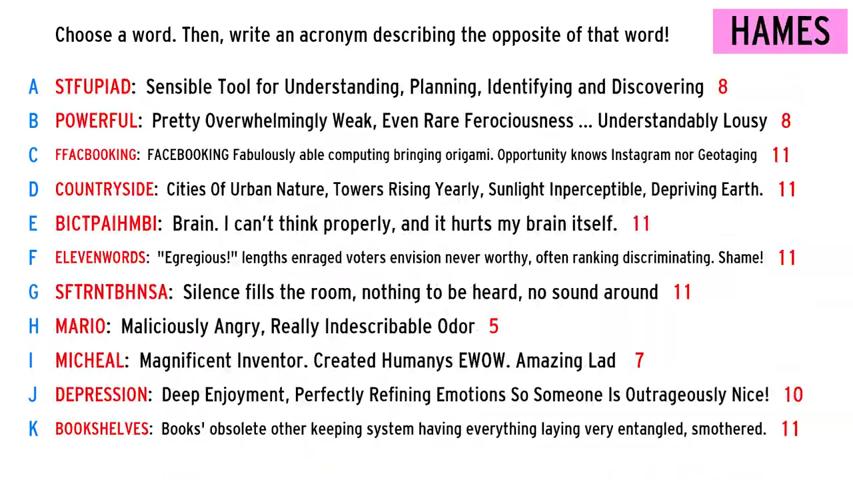 Choose a word. Then, write an acronym describing the opposite of that word!
HAMES
A STFUPIAD: Sensible Tool for Understanding, Planning, Identifying and Discovering 8
B POWERFUL: Pretty Overwhelmingly Weak, Even Rare Ferociousness ... Understandably Lousy 8
C FFACBOOKING: FACEBOOKING Fabulously able computing bringing origami. Opportunity knows Instagram nor Geotaging 11
D COUNTRYSIDE: Cities Of Urban Nature, Towers Rising Yearly, Sunlight Inperceptible, Depriving Earth. 11
E BICTPAIHMBI: Brain. I can't think properly, and it hurts my brain itself. 11
F ELEVENWORDS: "Egregious!" lengths enraged voters envision never worthy, often ranking discriminating. Shame! 11
G SFTRNTBHNSA: Silence fills the room, nothing to be heard, no sound around 11
H MARIO: Maliciously Angry, Really Indescribable Odor 5
I MICHEAL: Magnificent Inventor. Created Humanys EWOW. Amazing Lad 7
J DEPRESSION: Deep Enjoyment, Perfectly Refining Emotions So Someone Is Outrageously Nice! 10
K BOOKSHELVES: Books' obsolete other keeping system having everything laying very entangled, smothered. 11